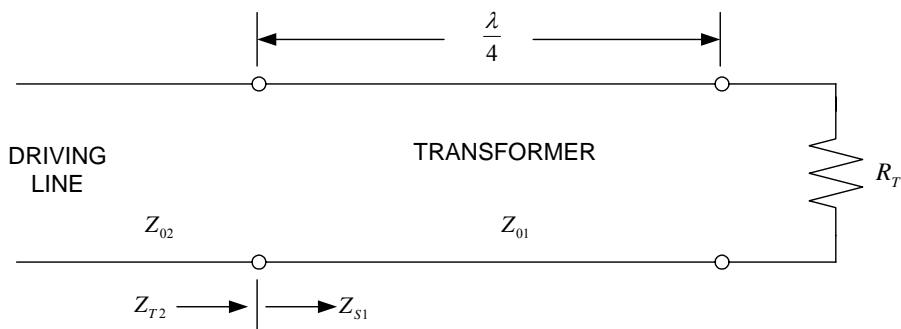 λ
4
DRIVING
LINE
TRANSFORMER
R_T
Z_02
Z_01
Z_T2
Z_S1